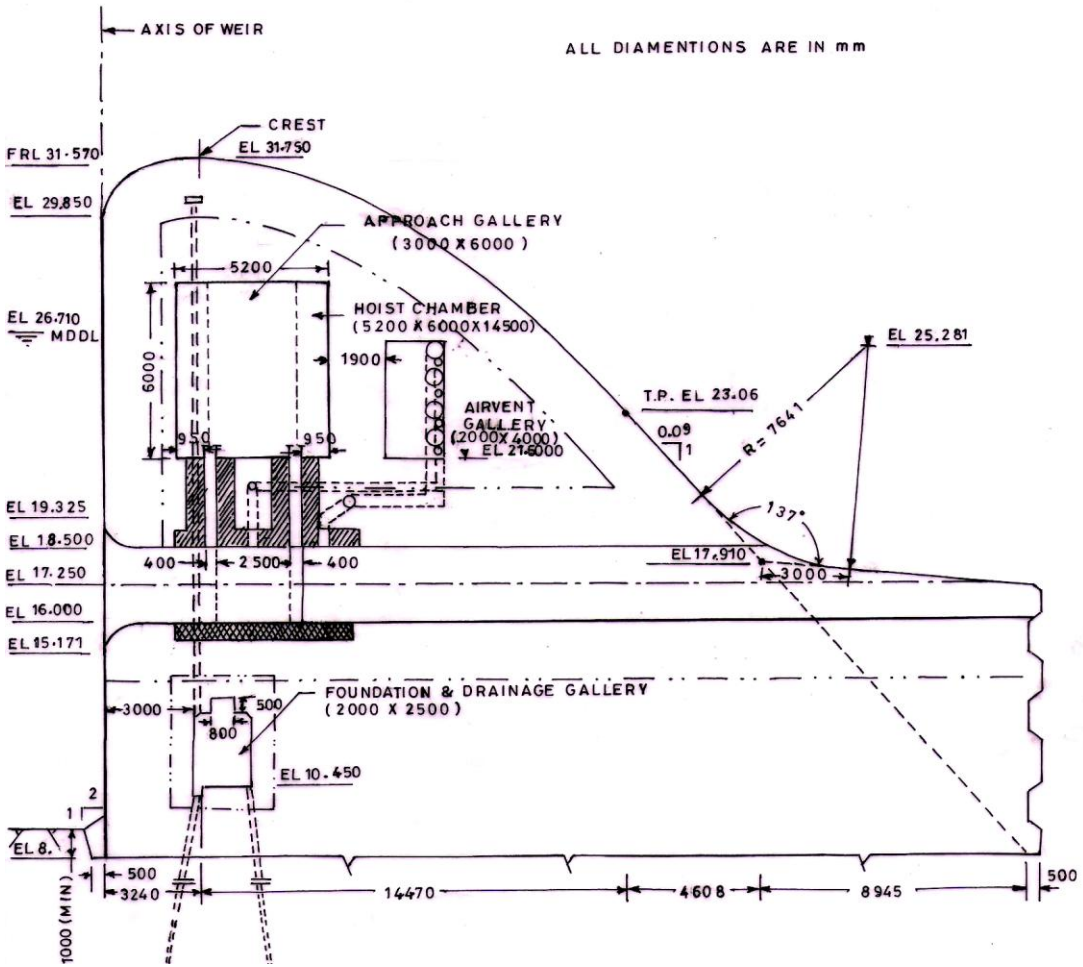 AXIS OF WEIR
ALL DIAMENTIONS ARE IN mm
CREST
EL 31.750
FRL 31.570
EL 29.850
APPROACH GALLERY
(3000 X 6000)
5200
HOIST CHAMBER
(5200 X 6000 X 14500)
EL 26.710
MDDL
EL 25.281
6000
1900
T.P. EL 23.06
R = 7641
0.09
1
AIRVENT
GALLERY
(2000 X 4000)
950
950
137°
EL 19.325
EL 18.500
EL 17.910
400
2500
400
3000
EL 17.250
EL 16.000
EL 15.171
FOUNDATION & DRAINAGE GALLERY
(2000 X 2500)
3000
500
800
EL 10.450
2
1
EL 8.
500
3240
14470
4608
8945
500
1000 (MIN)